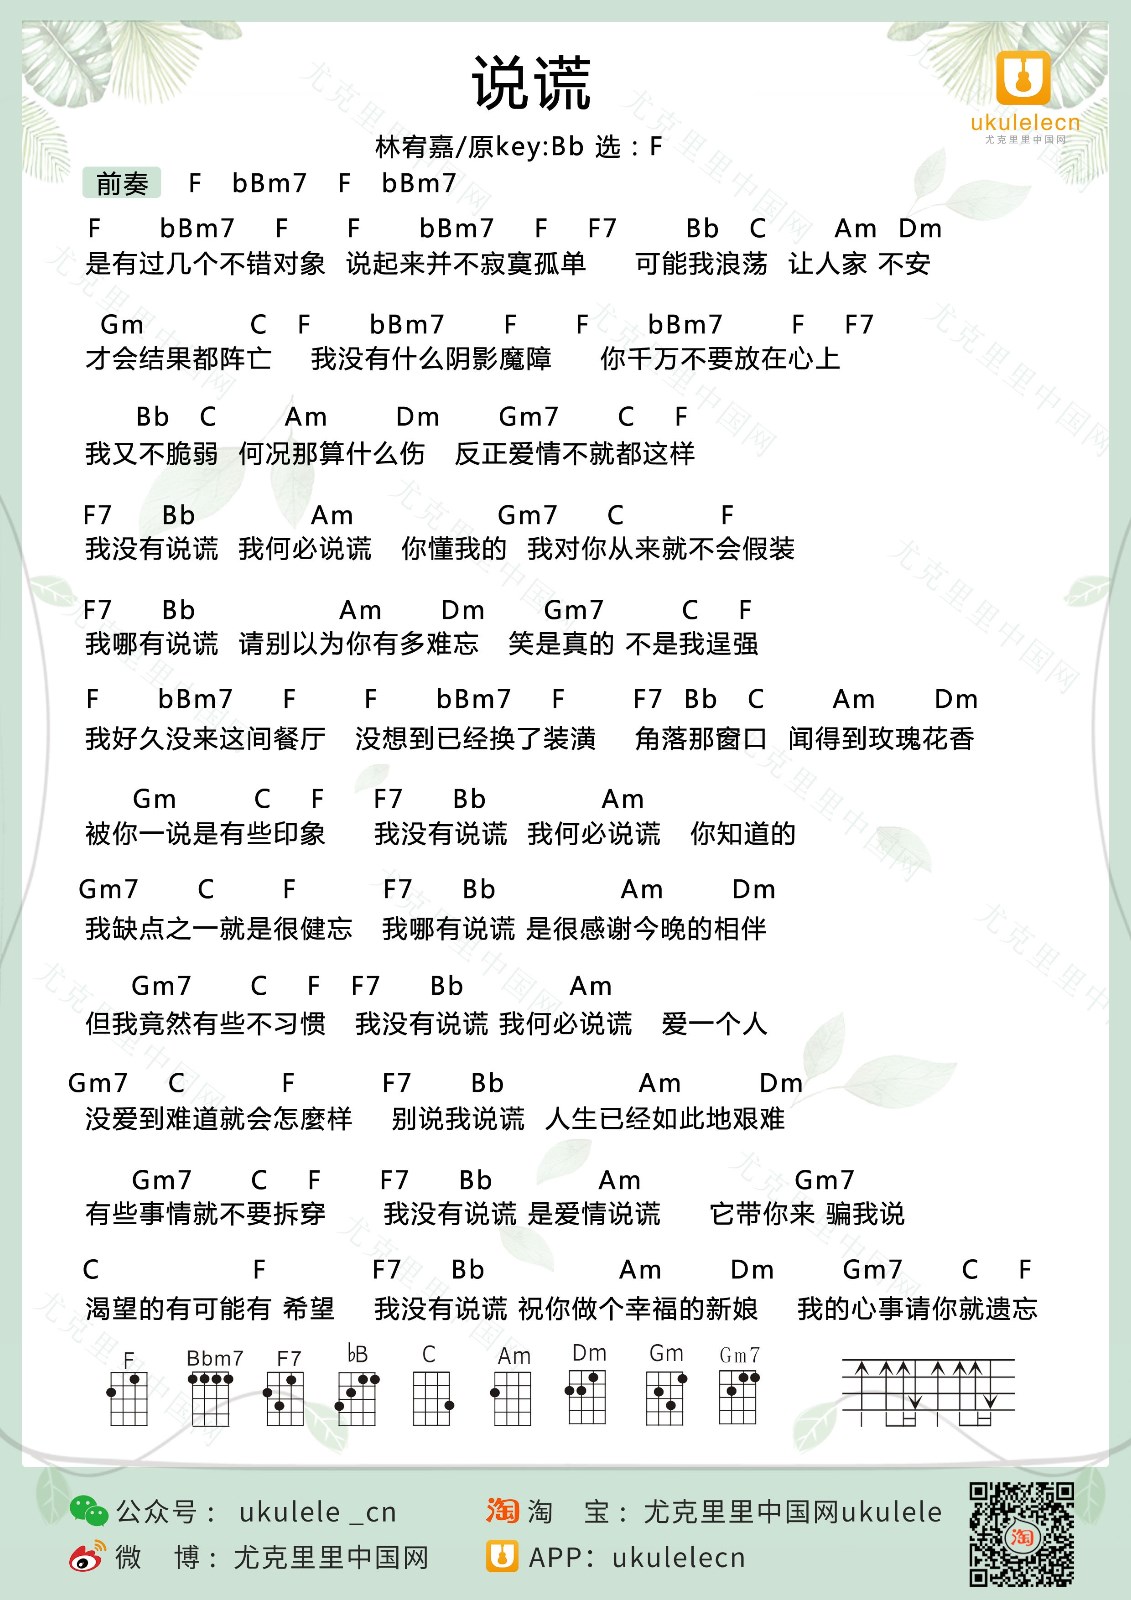 说谎
ukulelecn
尤克里里中国网
林宥嘉/原key:Bb 选：F
前奏 F bBm7 F bBm7
F bBm7 F F bBm7 F F7 Bb C Am Dm
是有过几个不错对象 说起来并不寂寞孤单 可能我浪荡 让人家 不安
Gm C F bBm7 F F bBm7 F F7
才会结果都阵亡 我没有什么阴影魔障 你千万不要放在心上
Bb C Am Dm Gm7 C F
我又不脆弱 何况那算什么伤 反正爱情不就都这样
F7 Bb Am Gm7 C F
我没有说谎 我何必说谎 你懂我的 我对你从来就不会假装
F7 Bb Am Dm Gm7 C F
我哪有说谎 请别以为你有多难忘 笑是真的 不是我逞强
F bBm7 F F bBm7 F F7 Bb C Am Dm
我好久没来这间餐厅 没想到已经换了装潢 角落那窗口 闻得到玫瑰花香
Gm C F F7 Bb Am
被你一说是有些印象 我没有说谎 我何必说谎 你知道的
Gm7 C F F7 Bb Am Dm
我缺点之一就是很健忘 我哪有说谎 是很感谢今晚的相伴
Gm7 C F F7 Bb Am
但我竟然有些不习惯 我没有说谎 我何必说谎 爱一个人
Gm7 C F F7 Bb Am Dm
没爱到难道就会怎麼样 别说我说谎 人生已经如此地艰难
Gm7 C F F7 Bb Am Gm7
有些事情就不要拆穿 我没有说谎 是爱情说谎 它带你来 骗我说
C F F7 Bb Am Dm Gm7 C F
渴望的有可能有 希望 我没有说谎 祝你做个幸福的新娘 我的心事请你就遗忘
F Bbm7 F7 bB C Am Dm Gm Gm7
公众号： ukulele _cn
淘 淘 宝：尤克里里中国网ukulele
微 博：尤克里里中国网
APP：ukulelecn
淘